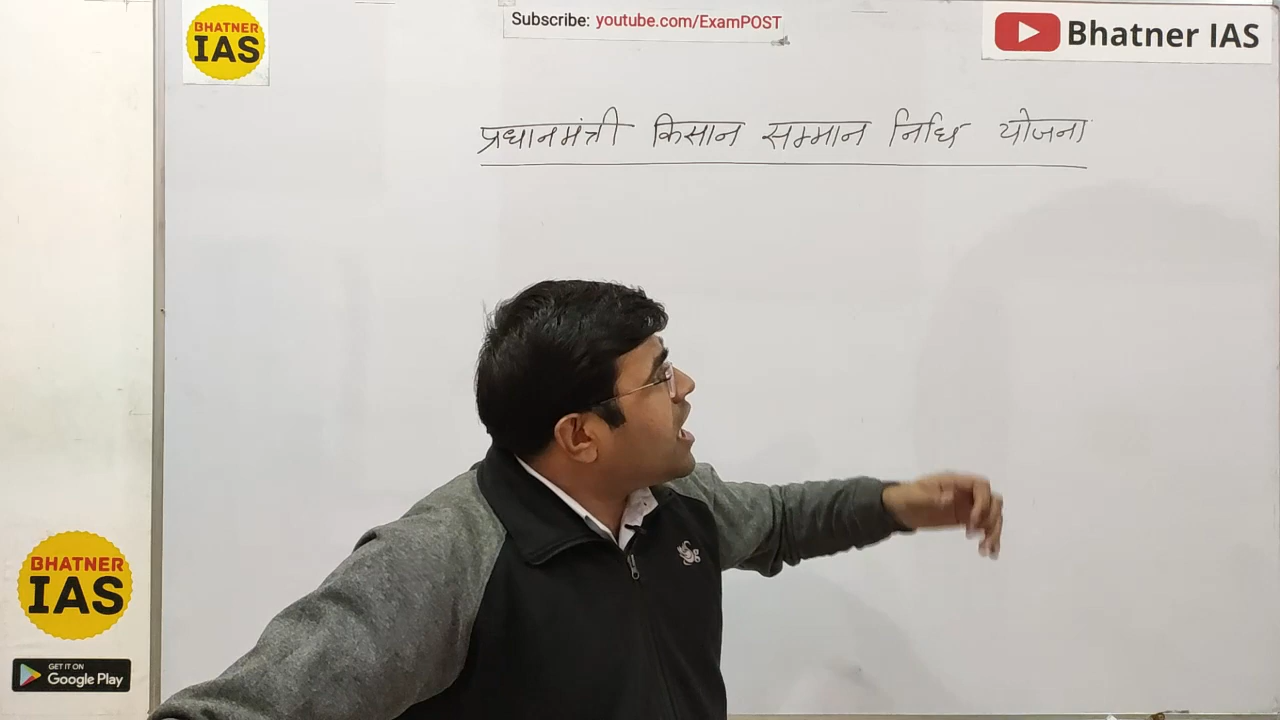 BHATNER
IAS
Subscribe: youtube.com/ExamPOST
Bhatner IAS
प्रधानमंत्री किसान सम्मान निधि योजना
BHATNER
IAS
GET IT ON
Google Play